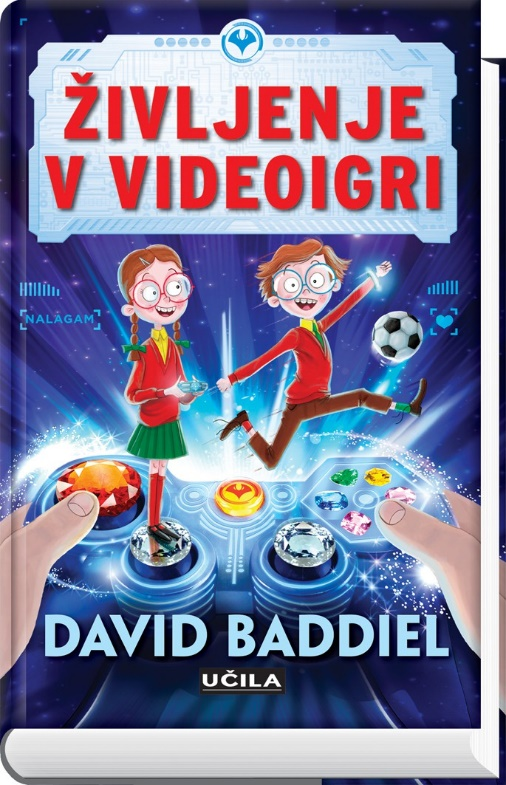 ŽIVLJENJE
V VIDEOIGRI
NALAGAM
DAVID BADDIEL
UČILA